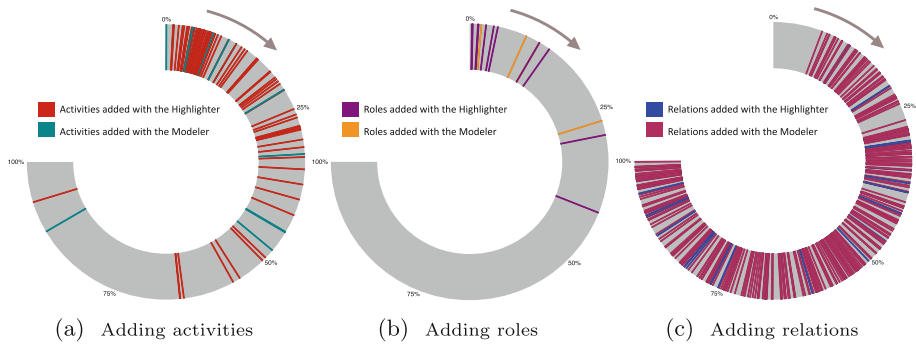 0%
25%
50%
75%
100%
Activities added with the Highlighter
Activities added with the Modeler
(a) Adding activities
0%
25%
50%
75%
100%
Roles added with the Highlighter
Roles added with the Modeler
(b) Adding roles
0%
25%
50%
75%
100%
Relations added with the Highlighter
Relations added with the Modeler
(c) Adding relations